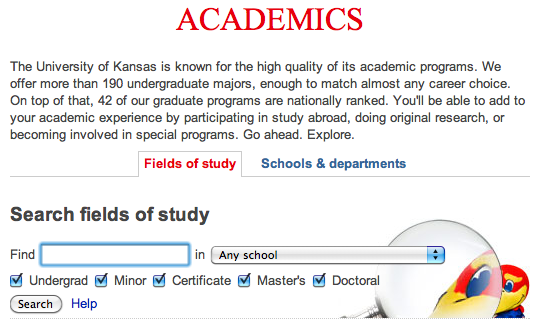 ACADEMICS
The University of Kansas is known for the high quality of its academic programs. We
offer more than 190 undergraduate majors, enough to match almost any career choice.
On top of that, 42 of our graduate programs are nationally ranked. You'll be able to add to
your academic experience by participating in study abroad, doing original research, or
becoming involved in special programs. Go ahead. Explore.
Fields of study Schools & departments
Search fields of study
Find in Any school
Undergrad Minor Certificate Master's Doctoral
Search Help